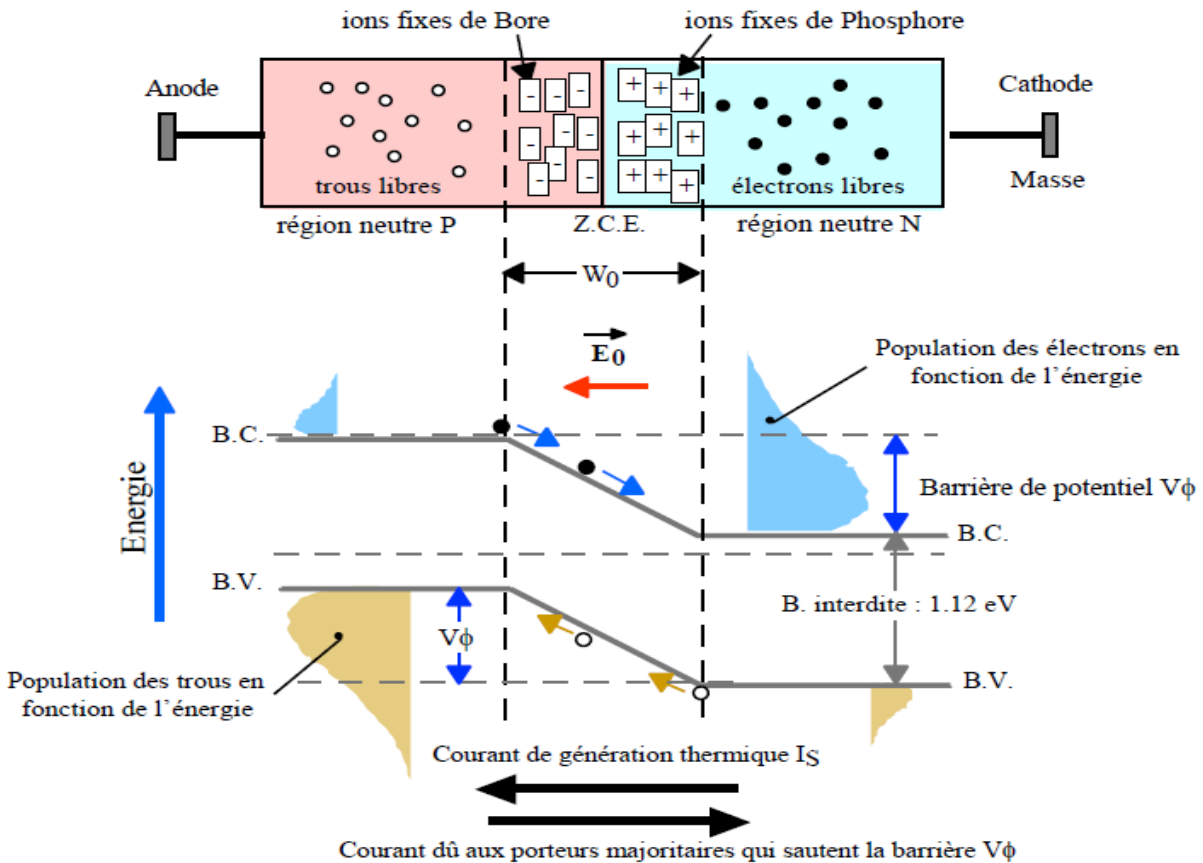 ions fixes de Bore
ions fixes de Phosphore
Anode
Cathode
- - - - - - - - - -
+ + + + + + + + +
trous libres
électrons libres
Masse
région neutre P
Z.C.E.
région neutre N
W0
E0
Population des électrons en
fonction de l’énergie
B.C.
Energie
Barrière de potentiel Vϕ
B.C.
B.V.
B. interdite : 1.12 eV
Vϕ
Population des trous en
fonction de l’énergie
B.V.
Courant de génération thermique IS
Courant dû aux porteurs majoritaires qui sautent la barrière Vϕ